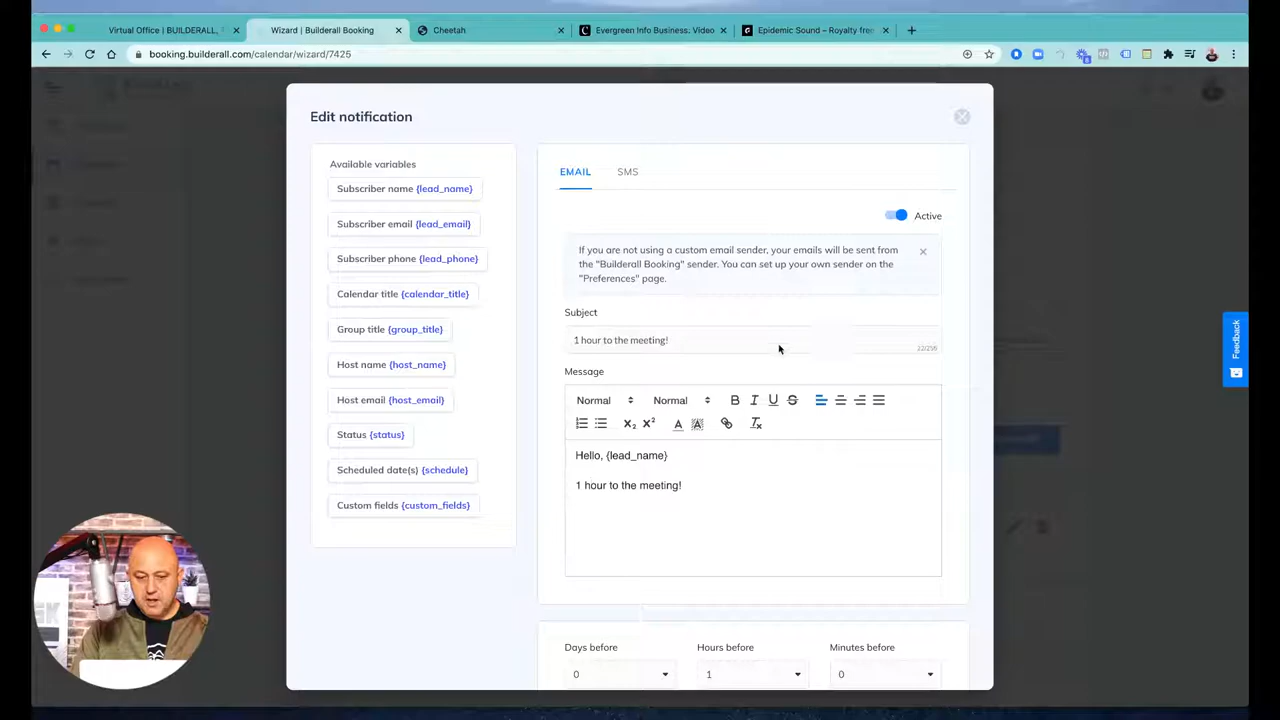 Virtual Office | BUILDERALL,
Wizard | Builderall Booking
Cheetah
Evergreen Info Business, Video
Epidemic Sound – Royalty free
booking.builderall.com/calendar/wizard/7425
Edit notification
Available variables
Subscriber name {lead_name}
Subscriber email {lead_email}
Subscriber phone {lead_phone}
Calendar title {calendar_title}
Group title {group_title}
Host name {host_name}
Host email {host_email}
Status {status}
Scheduled date(s) {schedule}
Custom fields {custom_fields}
EMAIL
SMS
Active
If you are not using a custom email sender, your emails will be sent from
the "Builderall Booking" sender. You can set up your own sender on the
"Preferences" page.
Subject
1 hour to the meeting!
22/255
Message
Normal
Normal
Hello, {lead_name}
1 hour to the meeting!
Days before
Hours before
Minutes before
0
1
0
Feedback